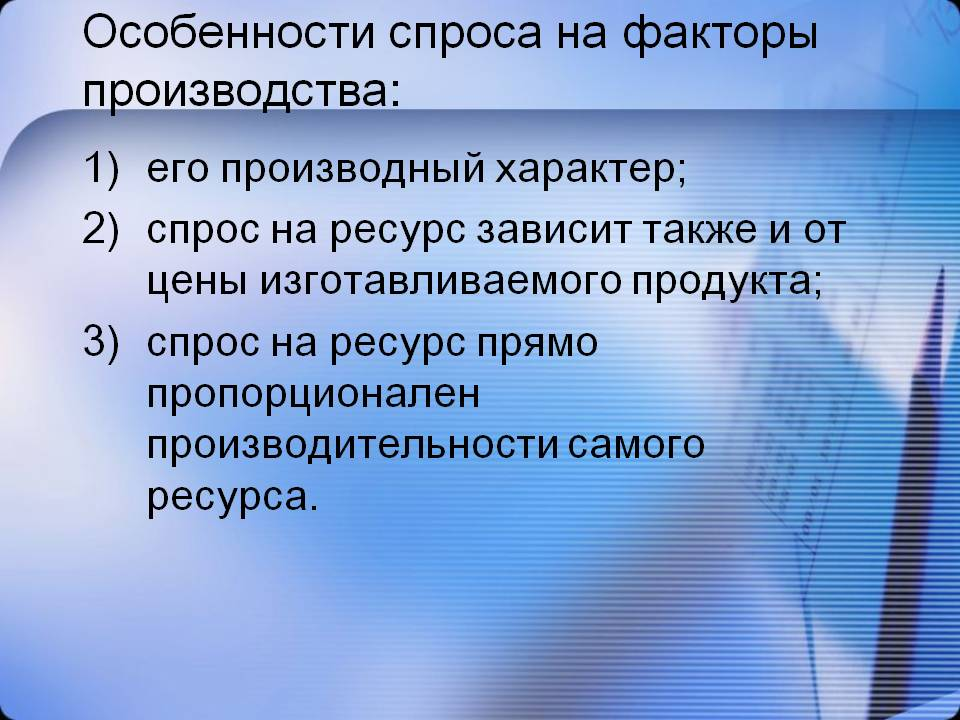 Особенности спроса на факторы
производства:
1) его производный характер;
2) спрос на ресурс зависит также и от
цены изготавливаемого продукта;
3) спрос на ресурс прямо
пропорционален
производительности самого
ресурса.